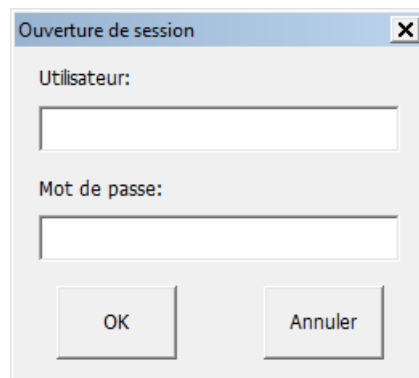 Ouverture de session
Utilisateur:
Mot de passe:
OK
Annuler